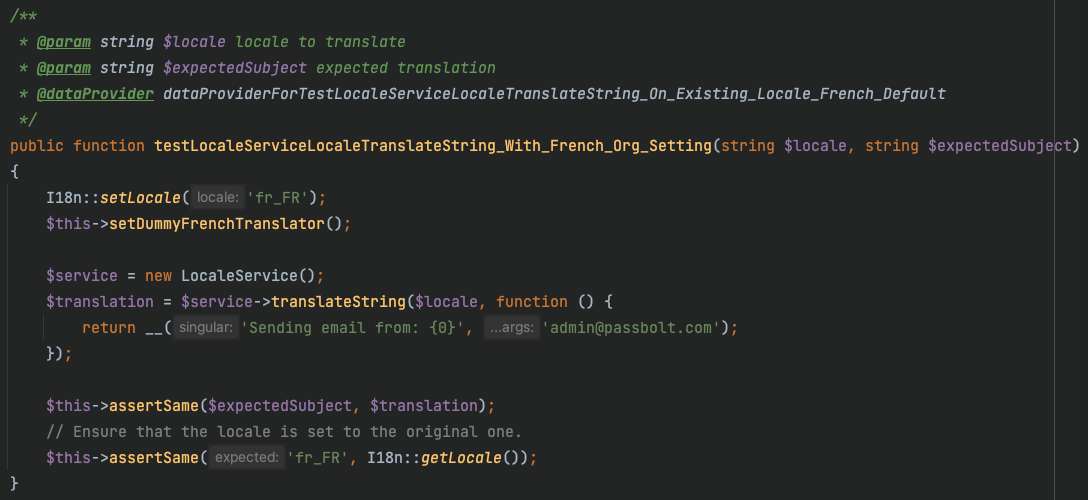 /**
 * @param string $locale locale to translate
 * @param string $expectedSubject expected translation
 * @dataProvider dataProviderForTestLocaleServiceLocaleTranslateString_On_Existing_Locale_French_Default
 */
public function testLocaleServiceLocaleTranslateString_With_French_Org_Setting(string $locale, string $expectedSubject)
{
    I18n::setLocale( locale: 'fr_FR');
    $this->setDummyFrenchTranslator();

    $service = new LocaleService();
    $translation = $service->translateString($locale, function () {
        return __( singular: 'Sending email from: {0}', ...args: 'admin@passbolt.com');
    });

    $this->assertSame($expectedSubject, $translation);
    // Ensure that the locale is set to the original one.
    $this->assertSame( expected: 'fr_FR', I18n::getLocale());
}